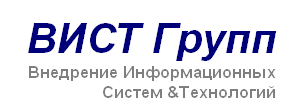 ВИСТ Групп
Внедрение Информационных
Систем &Технологий